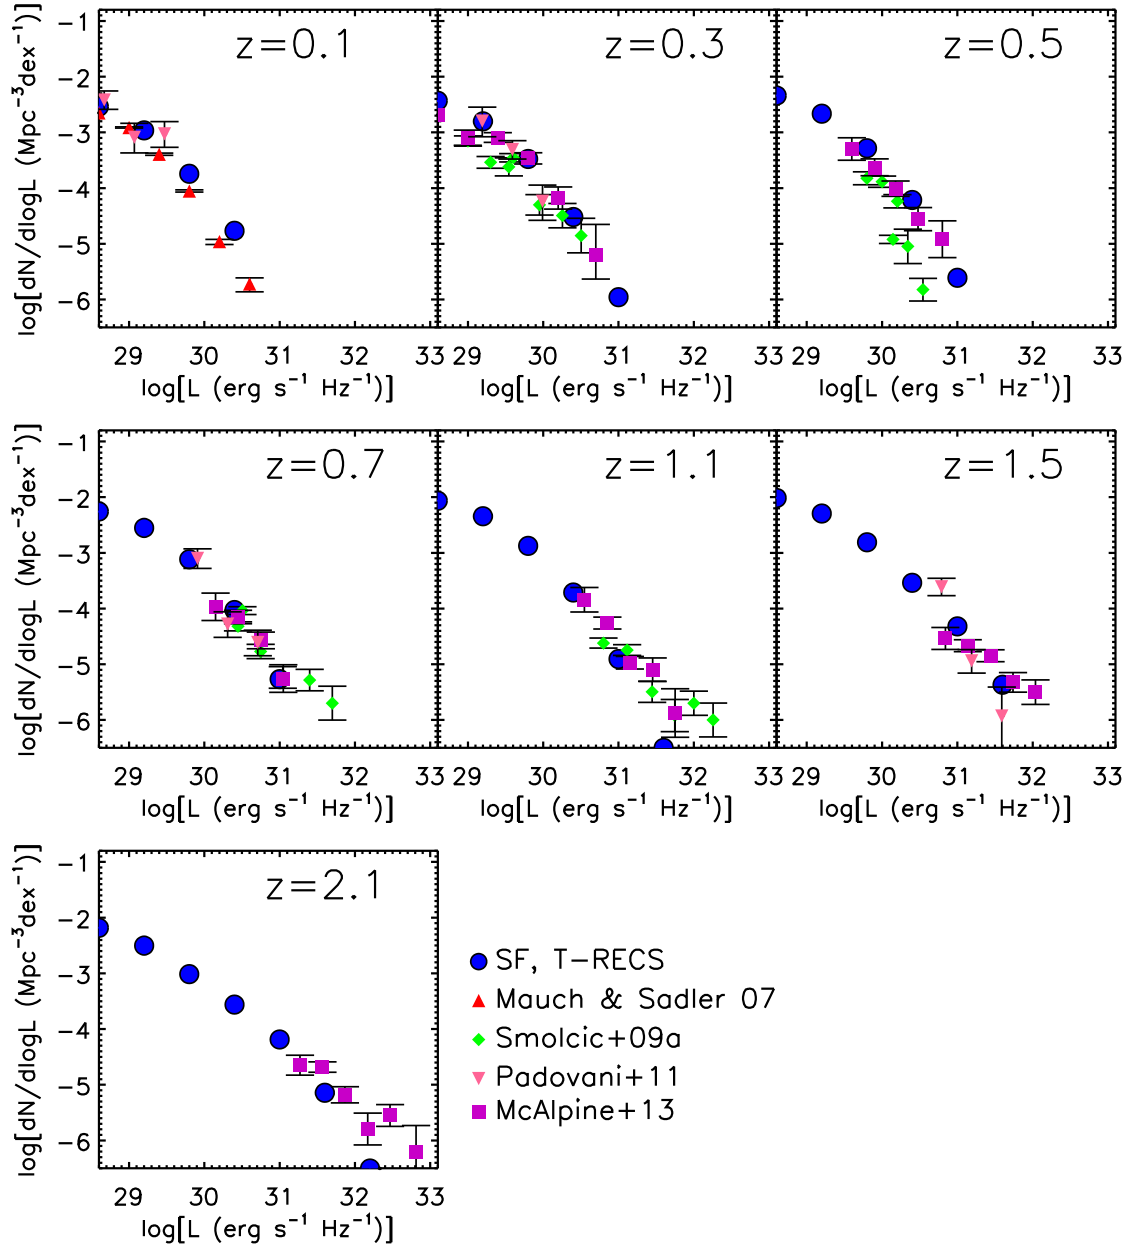 z=0.1
z=0.3
z=0.5
log[dN/dlogL (Mpc⁻³dex⁻¹)]
−1
−2
−3
−4
−5
−6
29 30 31 32 33
29 30 31 32 33
29 30 31 32 33
log[L (erg s⁻¹ Hz⁻¹)]
log[L (erg s⁻¹ Hz⁻¹)]
log[L (erg s⁻¹ Hz⁻¹)]
z=0.7
z=1.1
z=1.5
log[dN/dlogL (Mpc⁻³dex⁻¹)]
−1
−2
−3
−4
−5
−6
29 30 31 32 33
29 30 31 32 33
29 30 31 32 33
log[L (erg s⁻¹ Hz⁻¹)]
log[L (erg s⁻¹ Hz⁻¹)]
log[L (erg s⁻¹ Hz⁻¹)]
z=2.1
log[dN/dlogL (Mpc⁻³dex⁻¹)]
−1
−2
−3
−4
−5
−6
29 30 31 32 33
log[L (erg s⁻¹ Hz⁻¹)]
SF, T−RECS
Mauch & Sadler 07
Smolcic+09a
Padovani+11
McAlpine+13